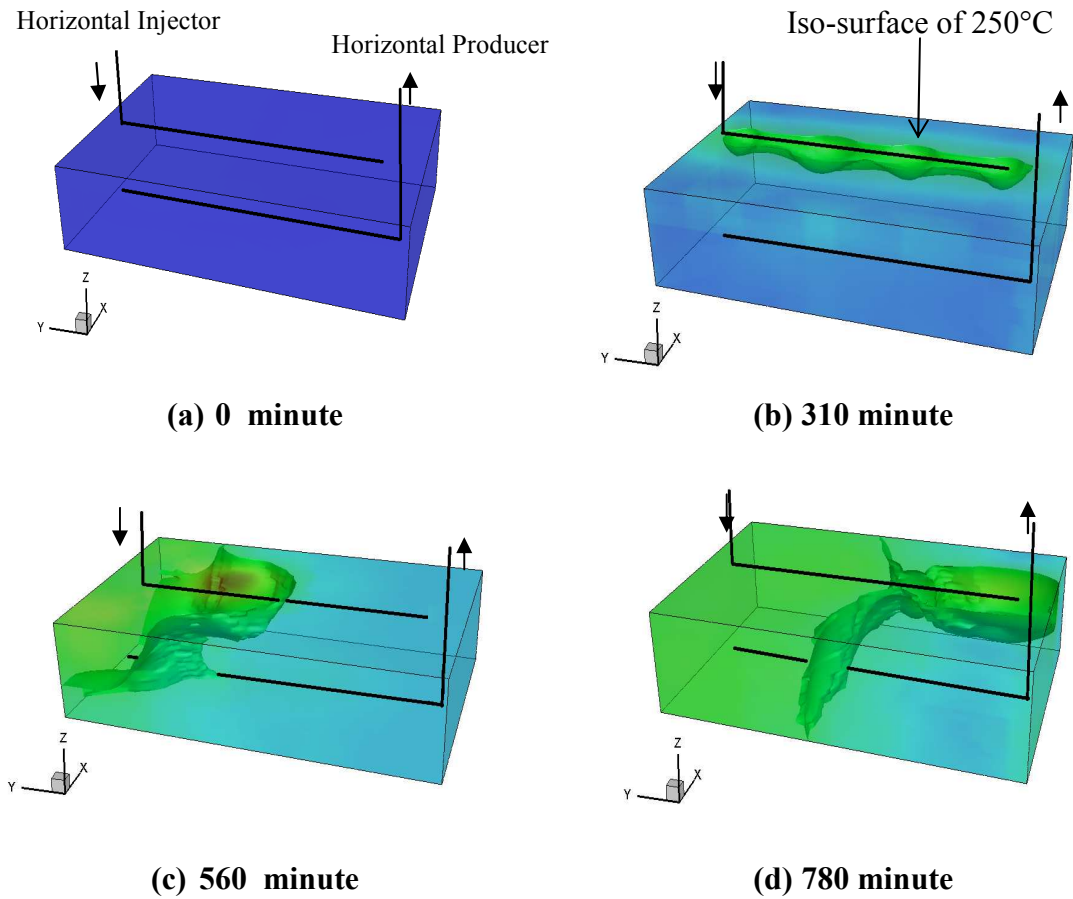 Horizontal Injector
Horizontal Producer
Z
X
Y
(a) 0 minute
Iso-surface of 250°C
Z
X
Y
(b) 310 minute
Z
X
Y
(c) 560 minute
Z
X
Y
(d) 780 minute